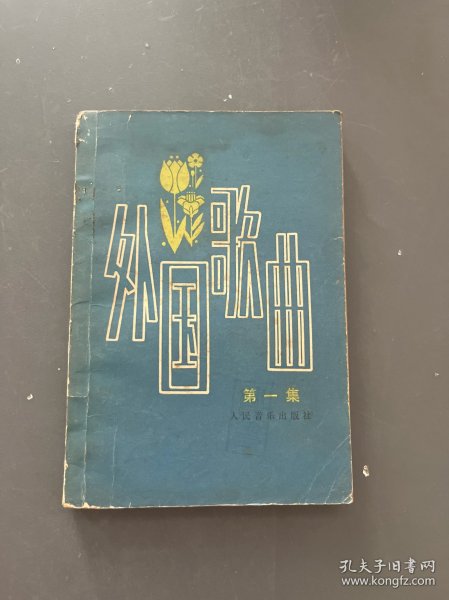 外国歌曲
第一集
人民音乐出版社
孔夫子旧书网
www.kongfz.com